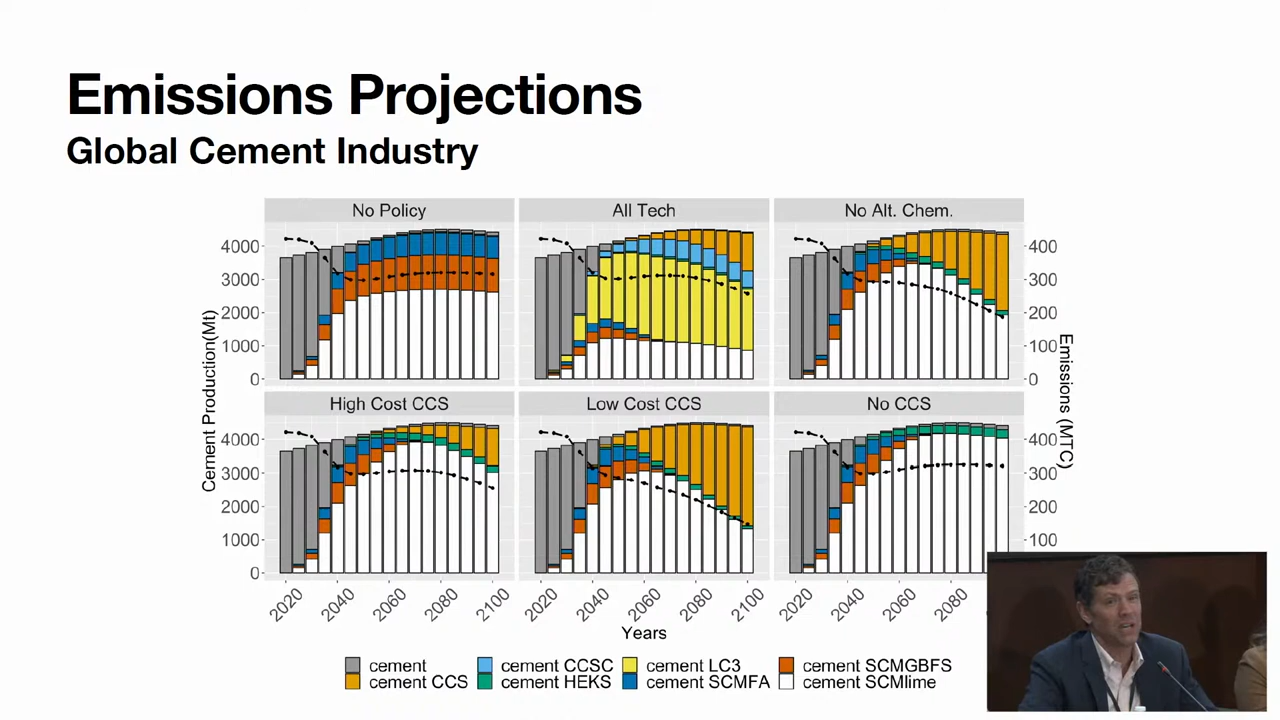 Emissions Projections
Global Cement Industry
No Policy
All Tech
No Alt. Chem.
4000
3000
2000
1000
0
400
300
200
100
0
High Cost CCS
Low Cost CCS
No CCS
4000
3000
2000
1000
0
400
300
200
100
Cement Production(Mt)
Emissions (MTC)
2020
2040
2060
2080
2100
2020
2040
2060
2080
2100
2020
2040
2060
2080
Years
cement
cement CCSC
cement LC3
cement SCMGBFS
cement CCS
cement HEKS
cement SCMFA
cement SCMlime